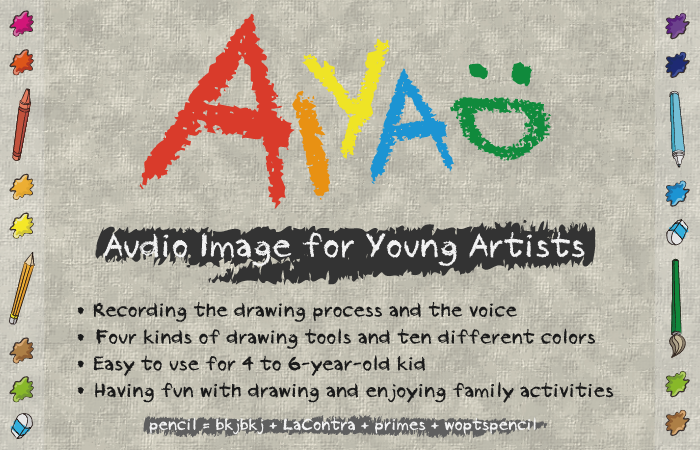 AIYAD
Audio Image for Young Artists
• Recording the drawing process and the voice
• Four kinds of drawing tools and ten different colors
• Easy to use for 4 to 6-year-old kid
• Having fun with drawing and enjoying family activities
pencil = bkjbkj + LaContra + primes + woptspencil